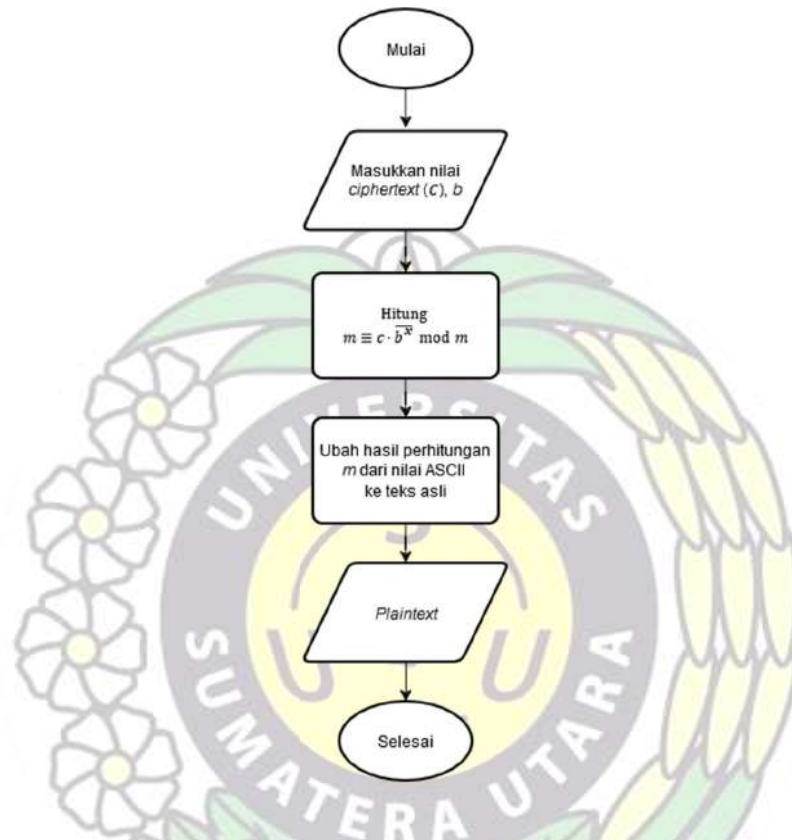 Mulai
Masukkan nilai
ciphertext (C), b
Hitung
m ≡ c · b̅ˣ̅ mod m
Ubah hasil perhitungan
m dari nilai ASCII
ke teks asli
Plaintext
Selesai
UNIVERSITAS
SUMATERA UTARA
U S U